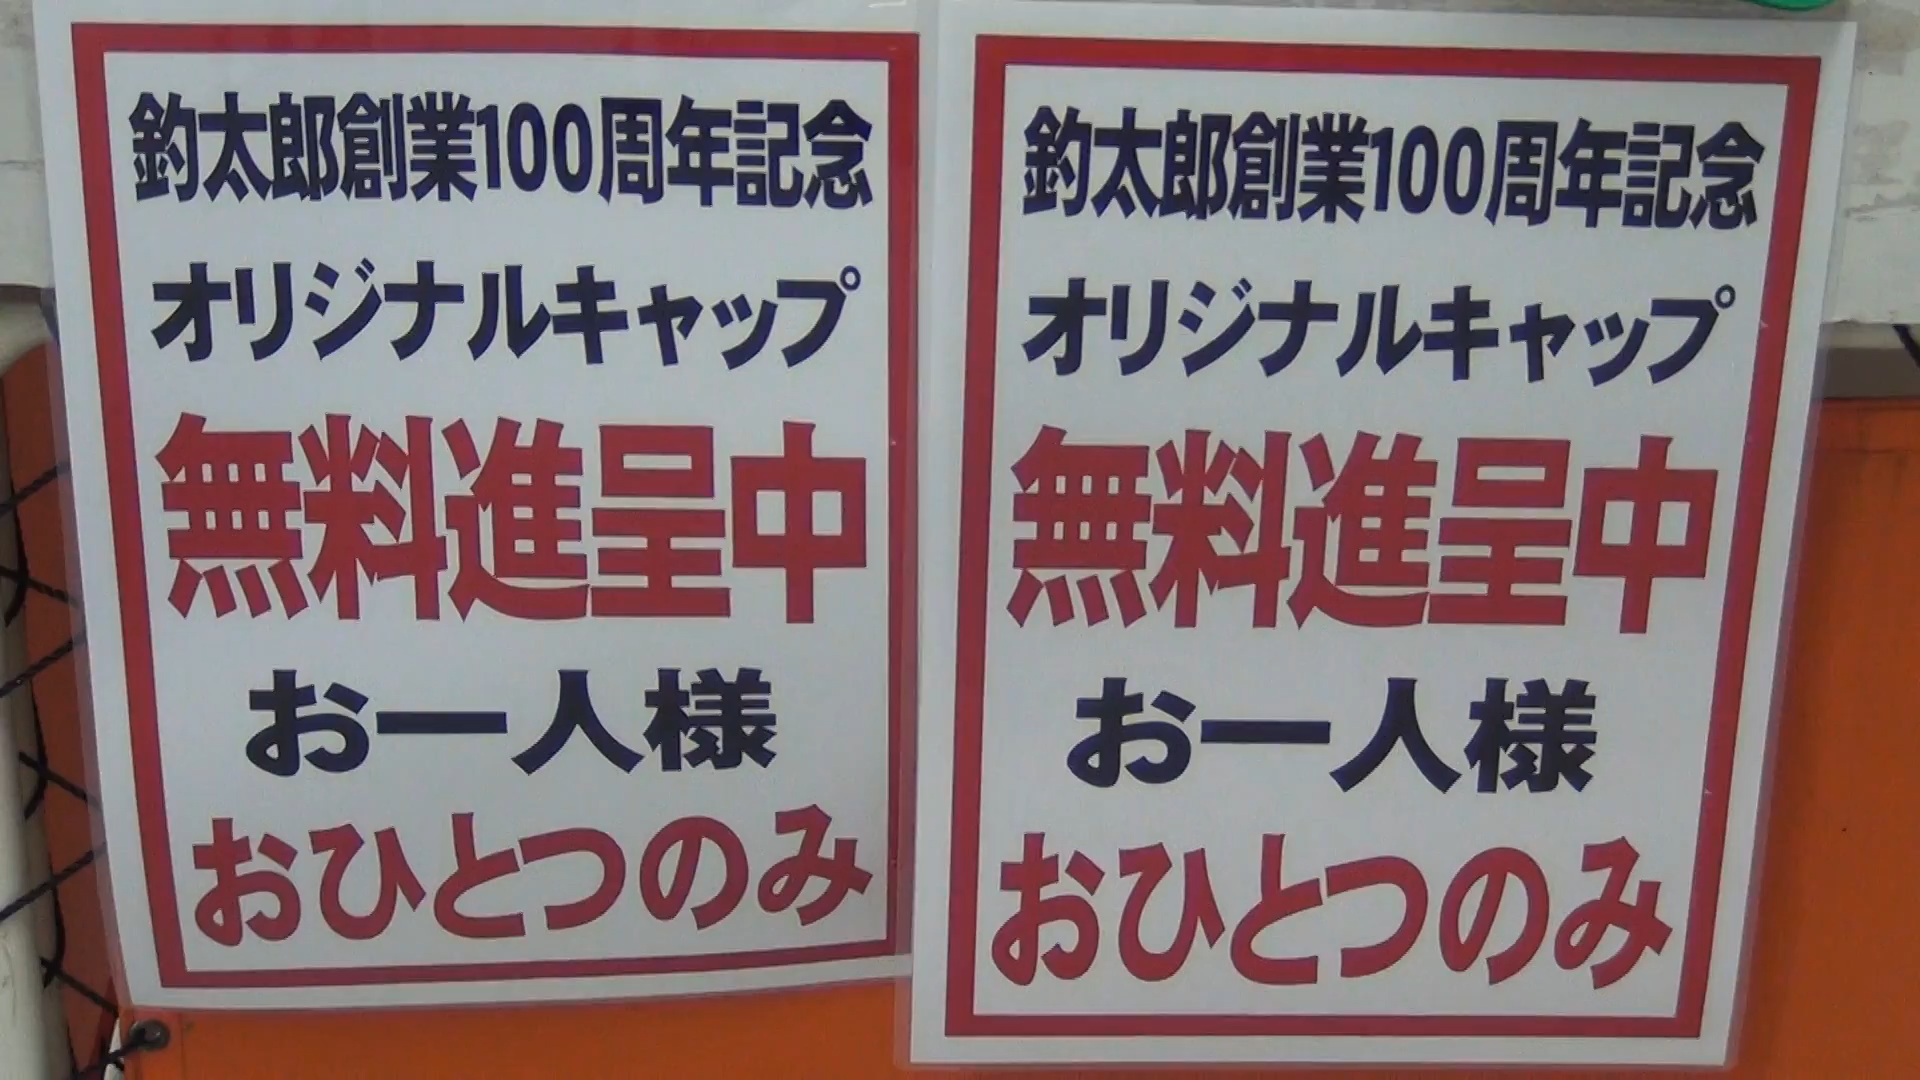 釣太郎創業100周年記念
オリジナルキャップ
無料進呈中
お一人様
おひとつのみ
釣太郎創業100周年記念
オリジナルキャップ
無料進呈中
お一人様
おひとつのみ